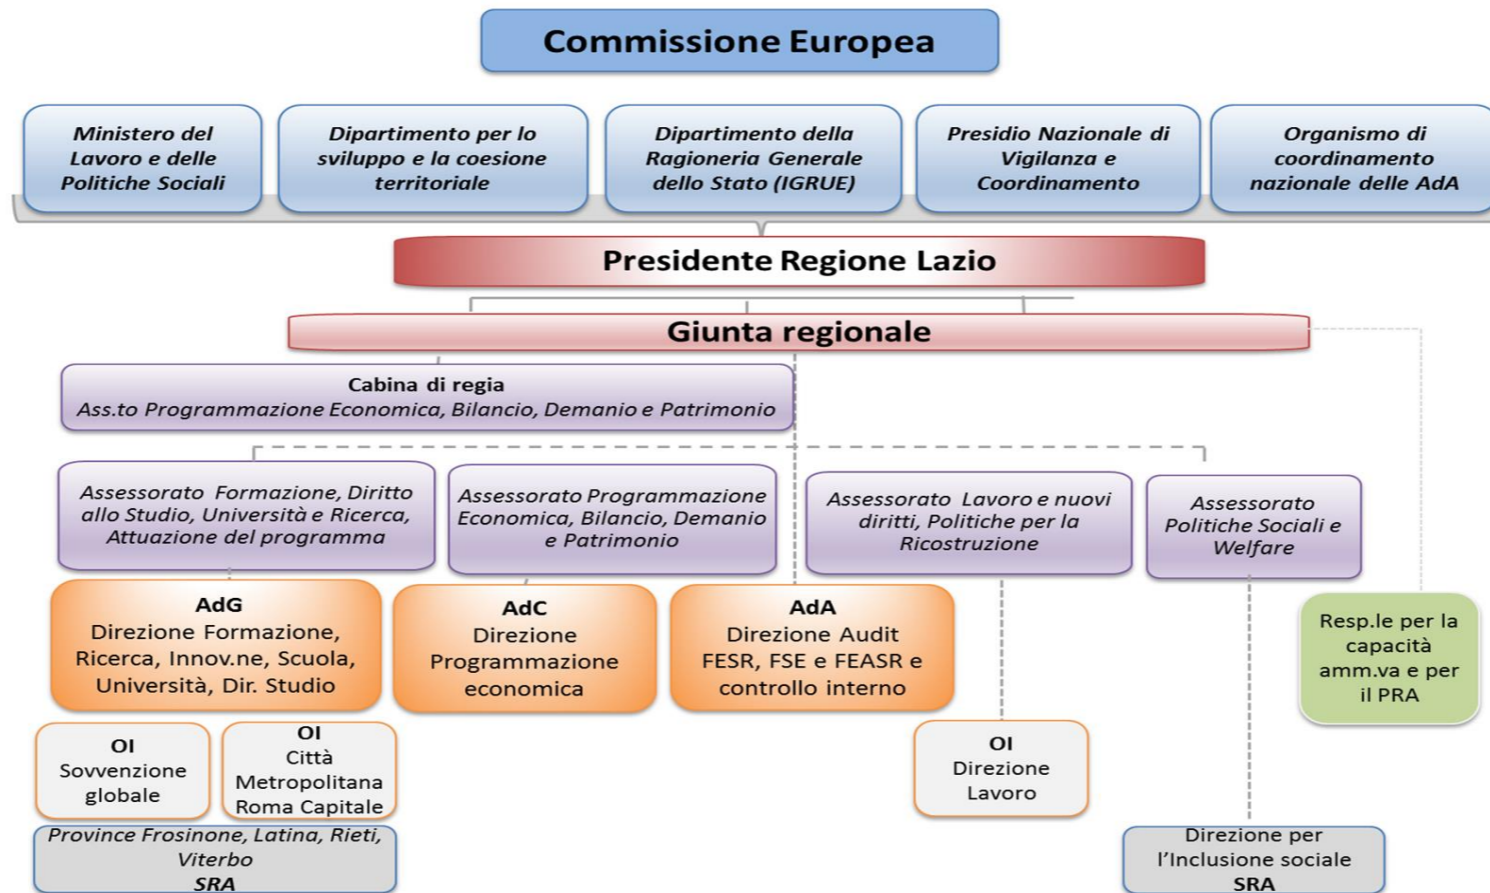 Commissione Europea
Ministero del
Lavoro e delle
Politiche Sociali
Dipartimento per lo
sviluppo e la coesione
territoriale
Dipartimento della
Ragioneria Generale
dello Stato (IGRUE)
Presidio Nazionale di
Vigilanza e
Coordinamento
Organismo di
coordinamento
nazionale delle AdA
Presidente Regione Lazio
Giunta regionale
Cabina di regia
Ass.to Programmazione Economica, Bilancio, Demanio e Patrimonio
Assessorato Formazione, Diritto
allo Studio, Università e Ricerca,
Attuazione del programma
Assessorato Programmazione
Economica, Bilancio, Demanio
e Patrimonio
Assessorato Lavoro e nuovi
diritti, Politiche per la
Ricostruzione
Assessorato
Politiche Sociali e
Welfare
AdG
Direzione Formazione,
Ricerca, Innov.ne, Scuola,
Università, Dir. Studio
AdC
Direzione
Programmazione
economica
AdA
Direzione Audit
FESR, FSE e FEASR e
controllo interno
Resp.le per la
capacità
amm.va e per
il PRA
OI
Sovvenzione
globale
OI
Città
Metropolitana
Roma Capitale
OI
Direzione
Lavoro
Province Frosinone, Latina, Rieti,
Viterbo
SRA
Direzione per
l’Inclusione sociale
SRA